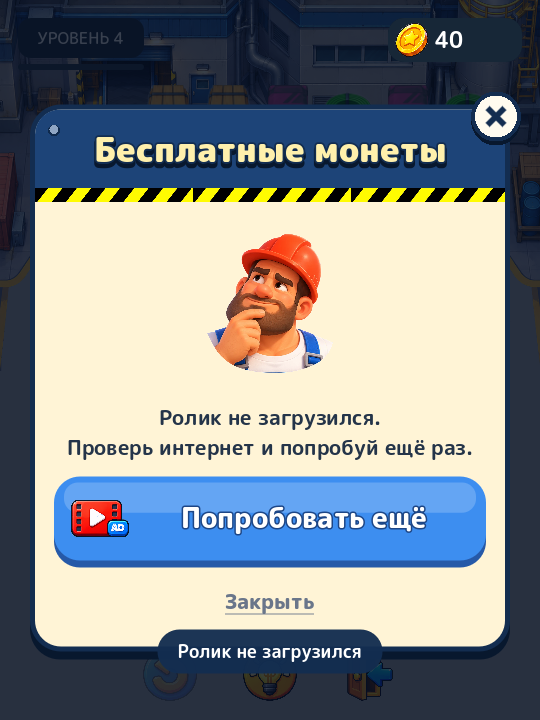 УРОВЕНЬ 4
40
Бесплатные монеты
Ролик не загрузился.
Проверь интернет и попробуй ещё раз.
AD
Попробовать ещё
Закрыть
Ролик не загрузился